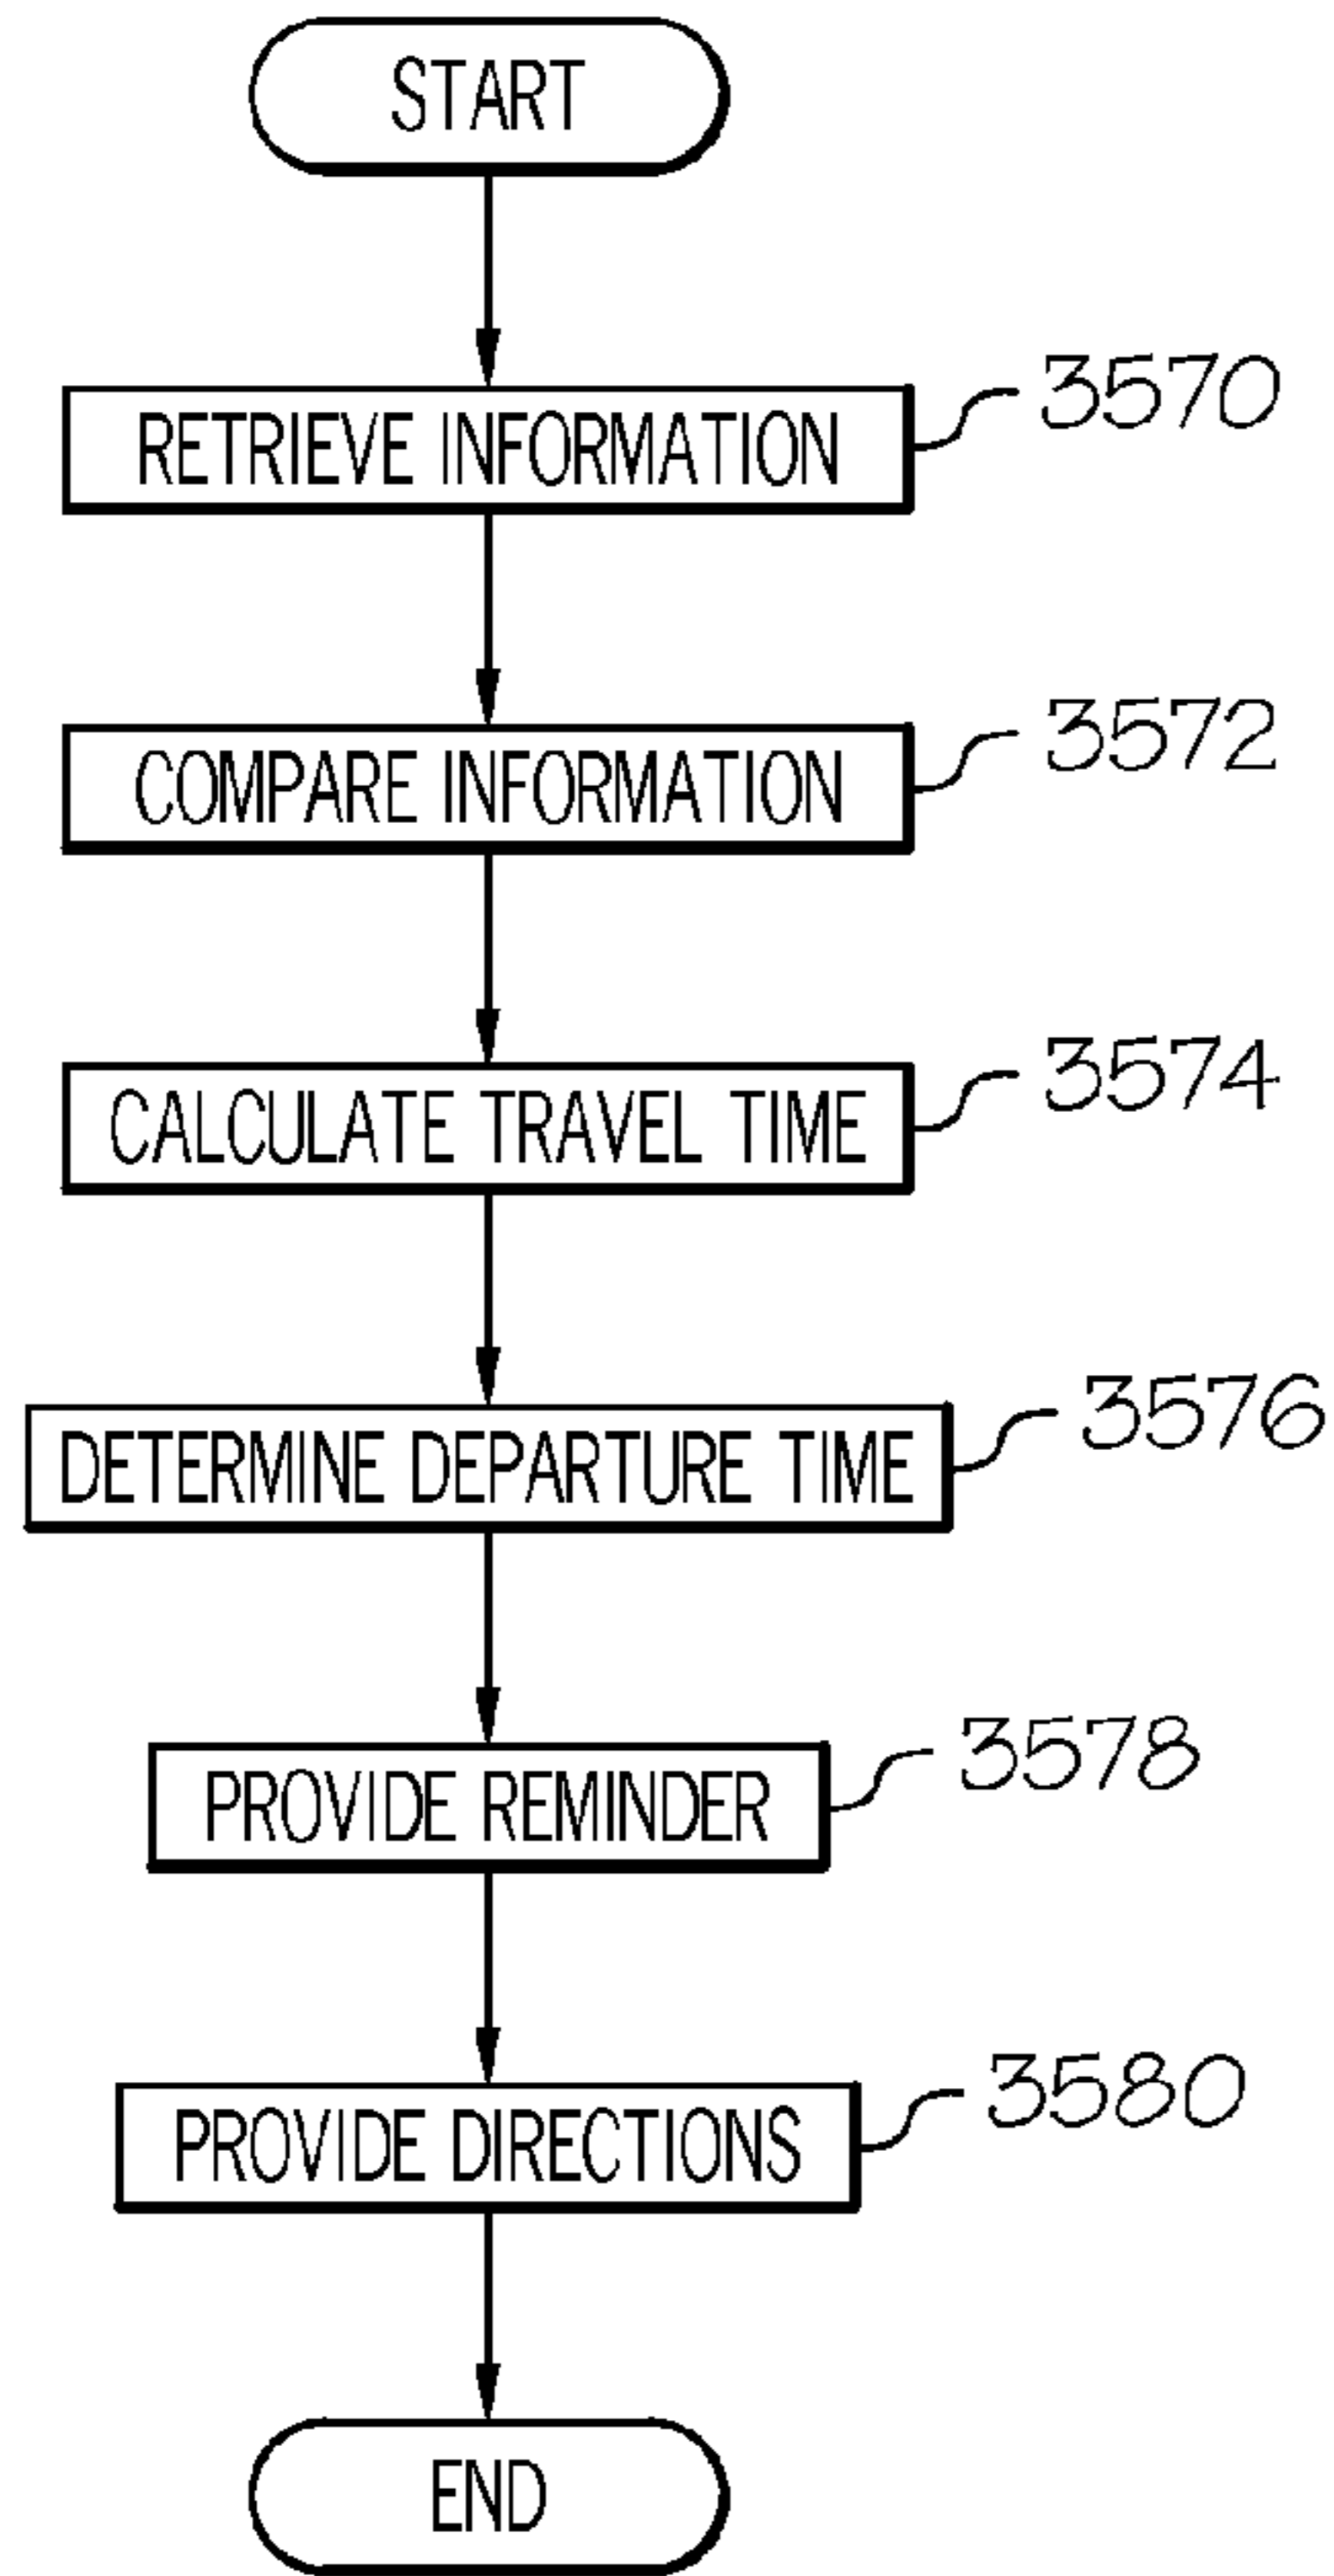 START
RETRIEVE INFORMATION
3570
COMPARE INFORMATION
3572
CALCULATE TRAVEL TIME
3574
DETERMINE DEPARTURE TIME
3576
PROVIDE REMINDER
3578
PROVIDE DIRECTIONS
3580
END